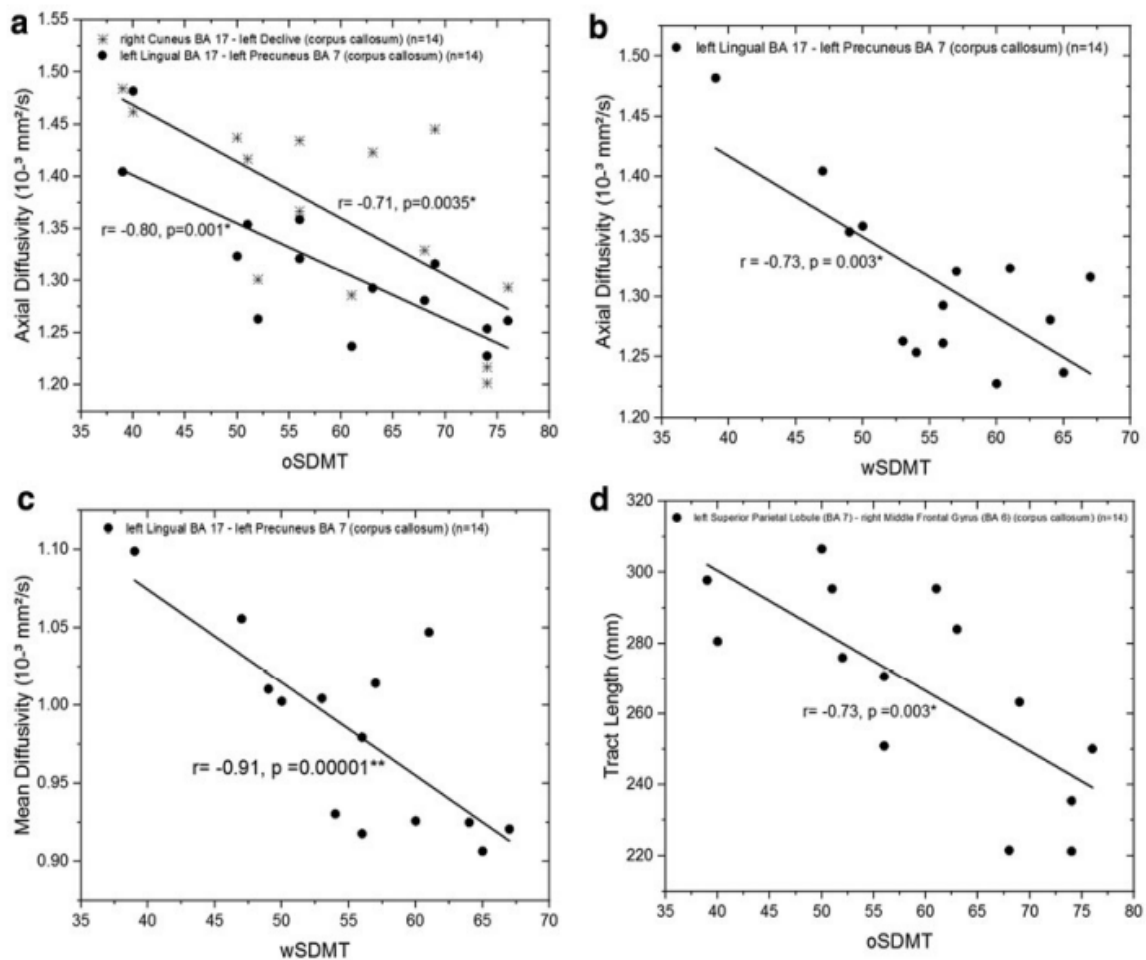 a
right Cuneus BA 17 - left Declive (corpus callosum) (n=14)
left Lingual BA 17 - left Precuneus BA 7 (corpus callosum) (n=14)
Axial Diffusivity (10-³ mm²/s)
1.55
1.50
1.45
1.40
1.35
1.30
1.25
1.20
r= -0.71, p=0.0035*
r= -0.80, p=0.001*
35 40 45 50 55 60 65 70 75 80
oSDMT
b
left Lingual BA 17 - left Precuneus BA 7 (corpus callosum) (n=14)
Axial Diffusivity (10-³ mm²/s)
1.50
1.45
1.40
1.35
1.30
1.25
1.20
r = -0.73, p = 0.003*
35 40 45 50 55 60 65 70
wSDMT
c
left Lingual BA 17 - left Precuneus BA 7 (corpus callosum) (n=14)
Mean Diffusivity (10-³ mm²/s)
1.10
1.05
1.00
0.95
0.90
r= -0.91, p =0.00001**
35 40 45 50 55 60 65 70
wSDMT
d
left Superior Parietal Lobule (BA 7) - right Middle Frontal Gyrus (BA 6) (corpus callosum) (n=14)
Tract Length (mm)
320
300
280
260
240
220
r= -0.73, p =0.003*
35 40 45 50 55 60 65 70 75 80
oSDMT